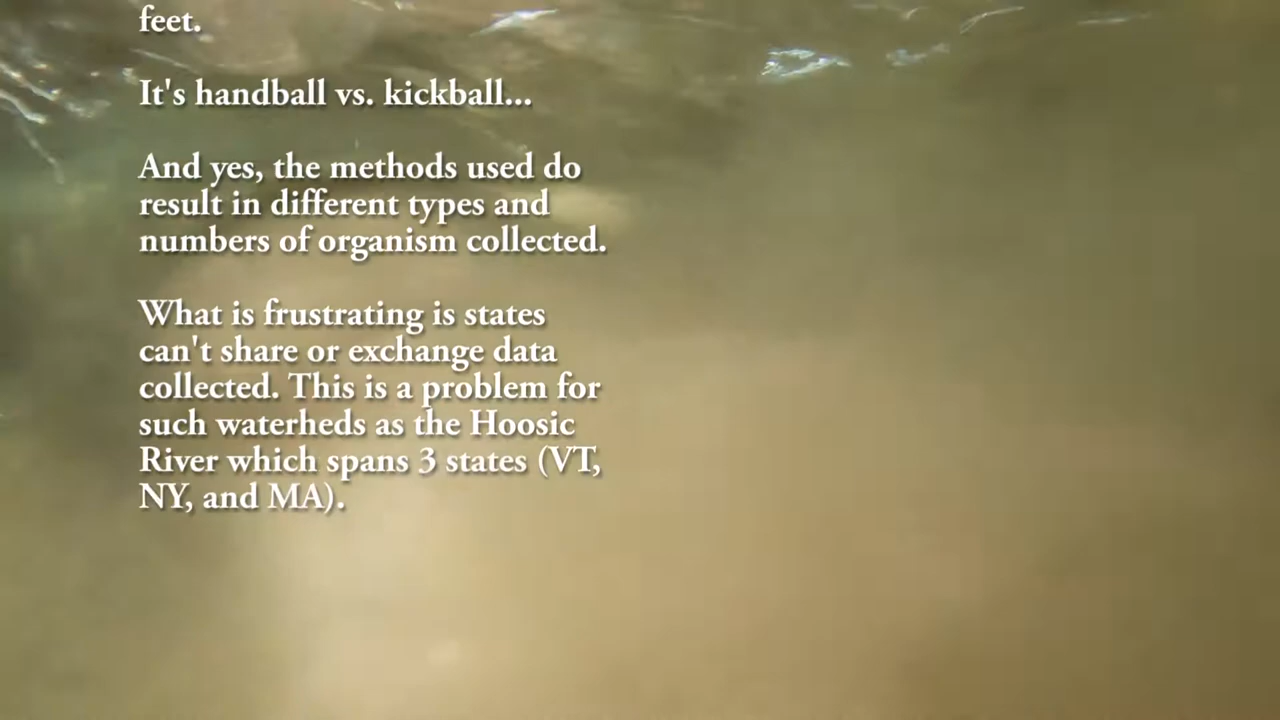 feet.
It's handball vs. kickball...
And yes, the methods used do
result in different types and
numbers of organism collected.
What is frustrating is states
can't share or exchange data
collected. This is a problem for
such waterheds as the Hoosic
River which spans 3 states (VT,
NY, and MA).